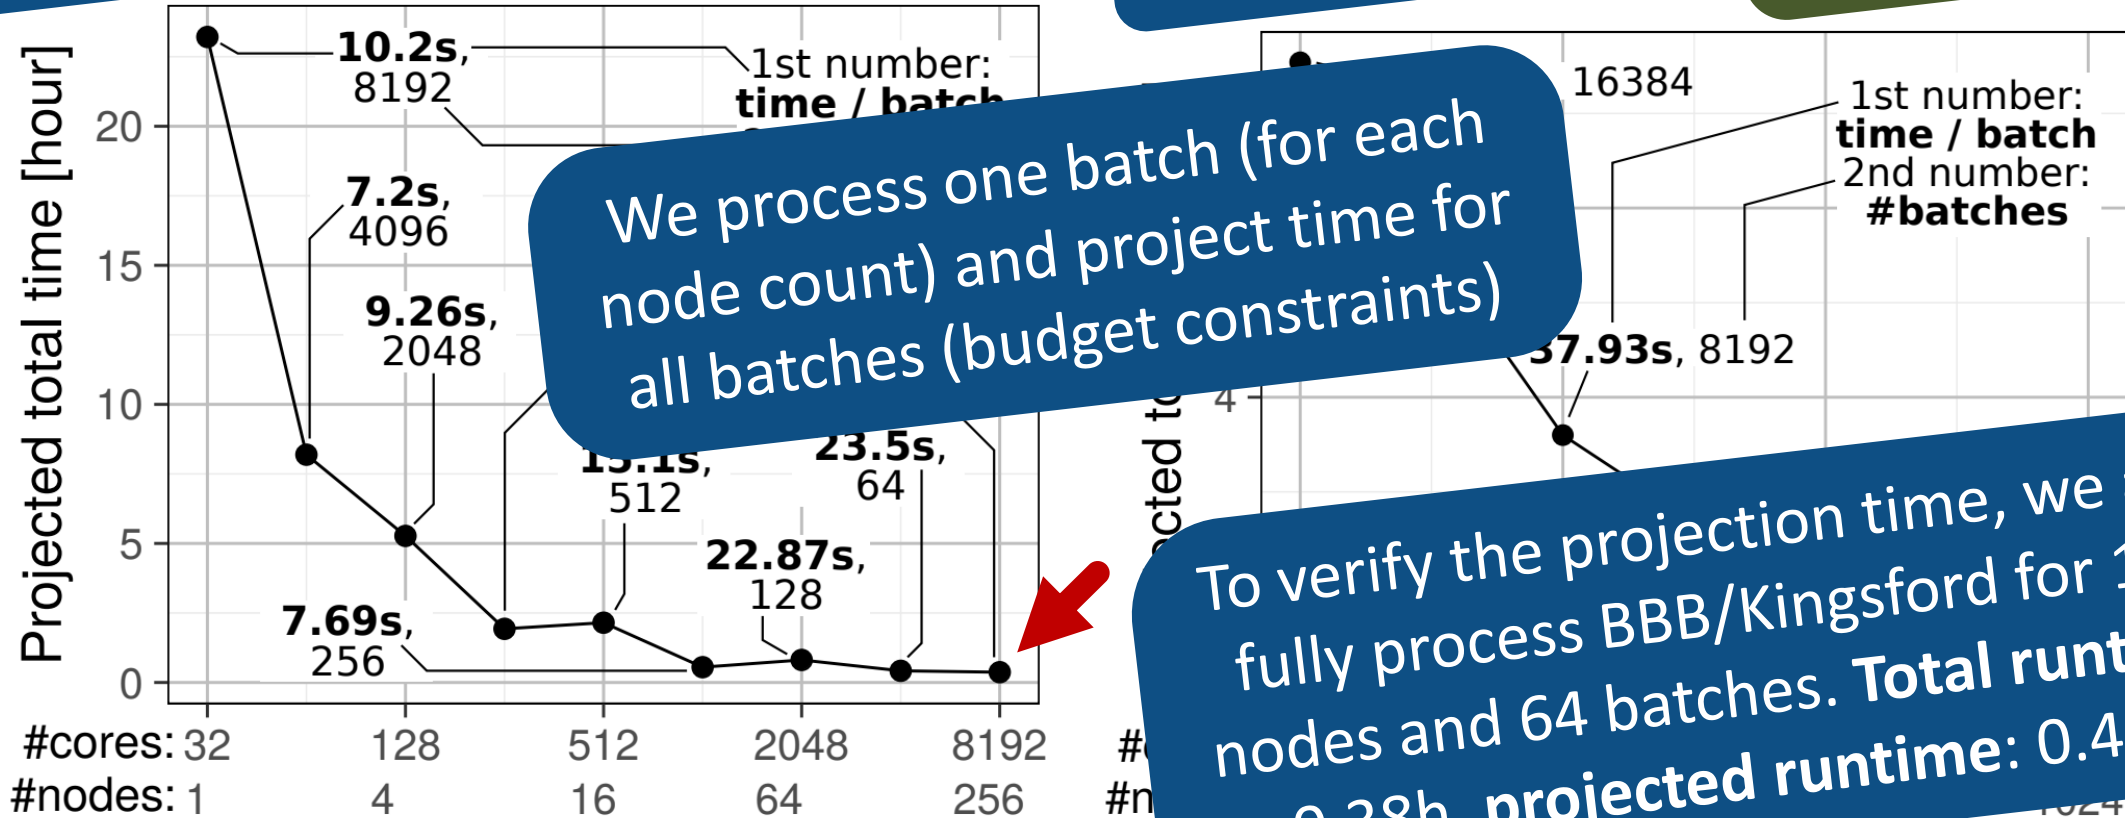 Projected total time [hour]
20
15
10
5
0
10.2s,
8192
7.2s,
4096
9.26s,
2048
15.1s,
512
23.5s,
64
22.87s,
128
7.69s,
256
1st number:
time / batch
#cores: 32 128 512 2048 8192
#nodes: 1 4 16 64 256
We process one batch (for each
node count) and project time for
all batches (budget constraints)
16384
1st number:
time / batch
2nd number:
#batches
37.93s, 8192
4
To verify the projection time, we
fully process BBB/Kingsford for
nodes and 64 batches. Total
projected runtime: 0.4